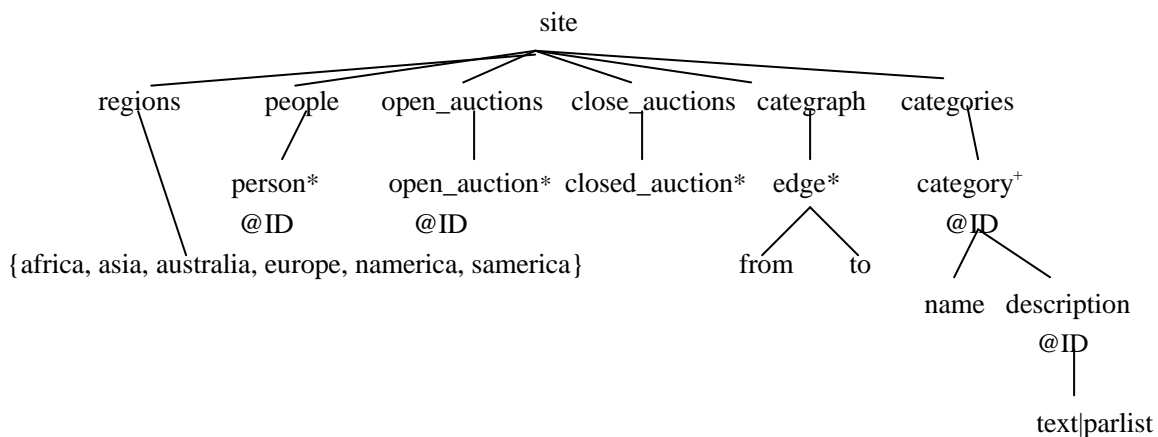 site
regions people open_auctions close_auctions categraph categories
person* open_auction* closed_auction* edge* category+
@ID @ID @ID
{africa, asia, australia, europe, namerica, samerica} from to
name description
@ID
text|parlist